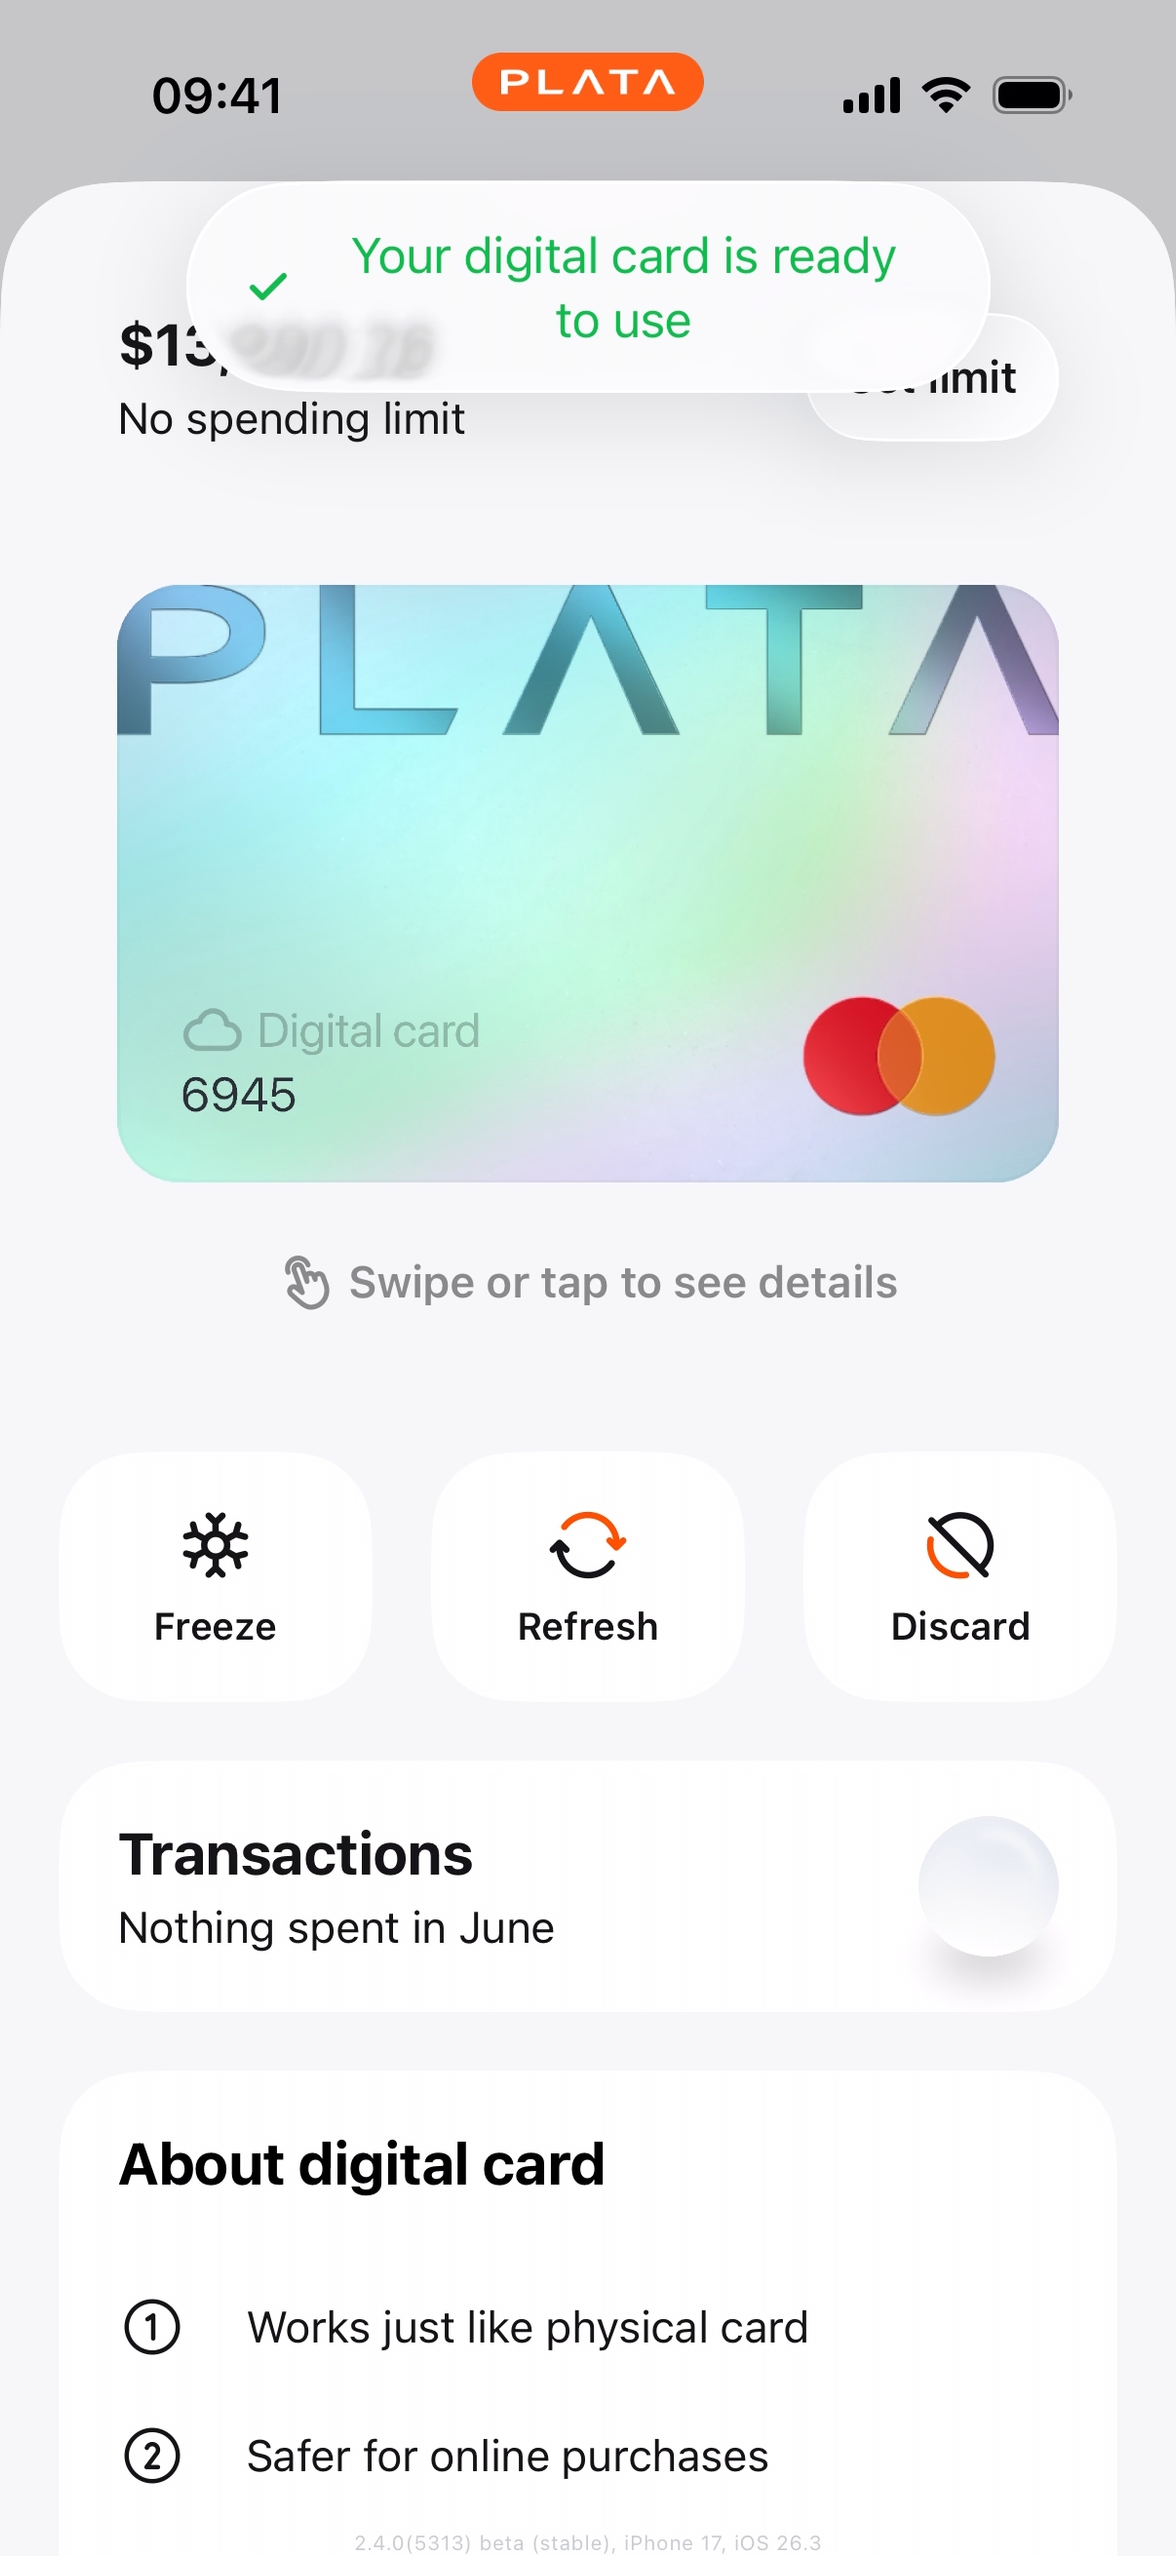 09:41
PLATA
Your digital card is ready
to use
$13,
No spending limit
limit
PLATA
Digital card
6945
Swipe or tap to see details
Freeze
Refresh
Discard
Transactions
Nothing spent in June
About digital card
1 Works just like physical card
2 Safer for online purchases
2.4.0(5313) beta (stable), iPhone 17, iOS 26.3